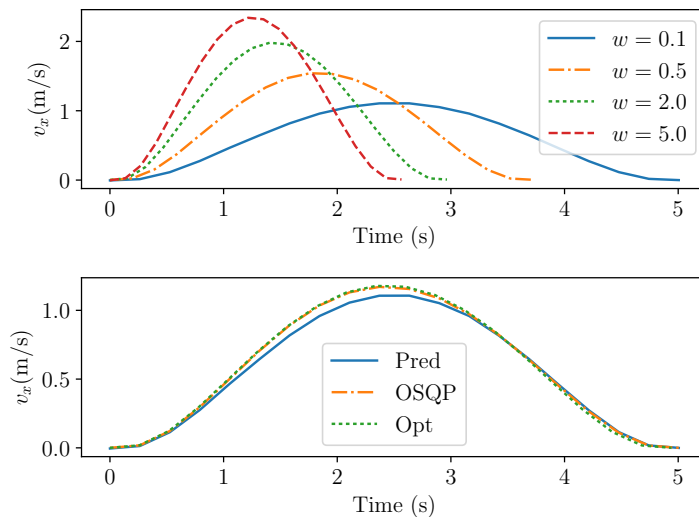 2
1
0
v_x(m/s)
w = 0.1
w = 0.5
w = 2.0
w = 5.0
0 1 2 3 4 5
Time (s)
1.0
0.5
0.0
v_x(m/s)
Pred
OSQP
Opt
0 1 2 3 4 5
Time (s)